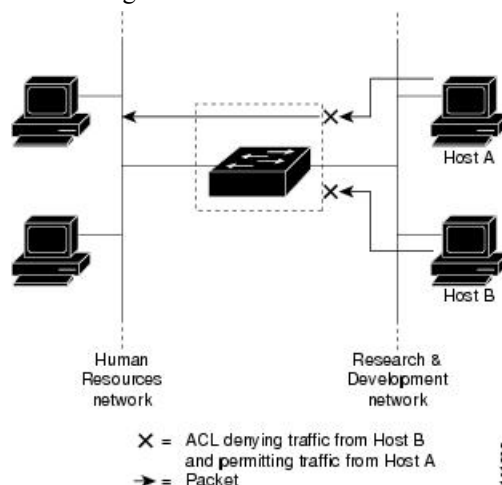 Host A
Host B
Human
Resources
network
Research &
Development
network
X = ACL denying traffic from Host B
and permitting traffic from Host A
= Packet